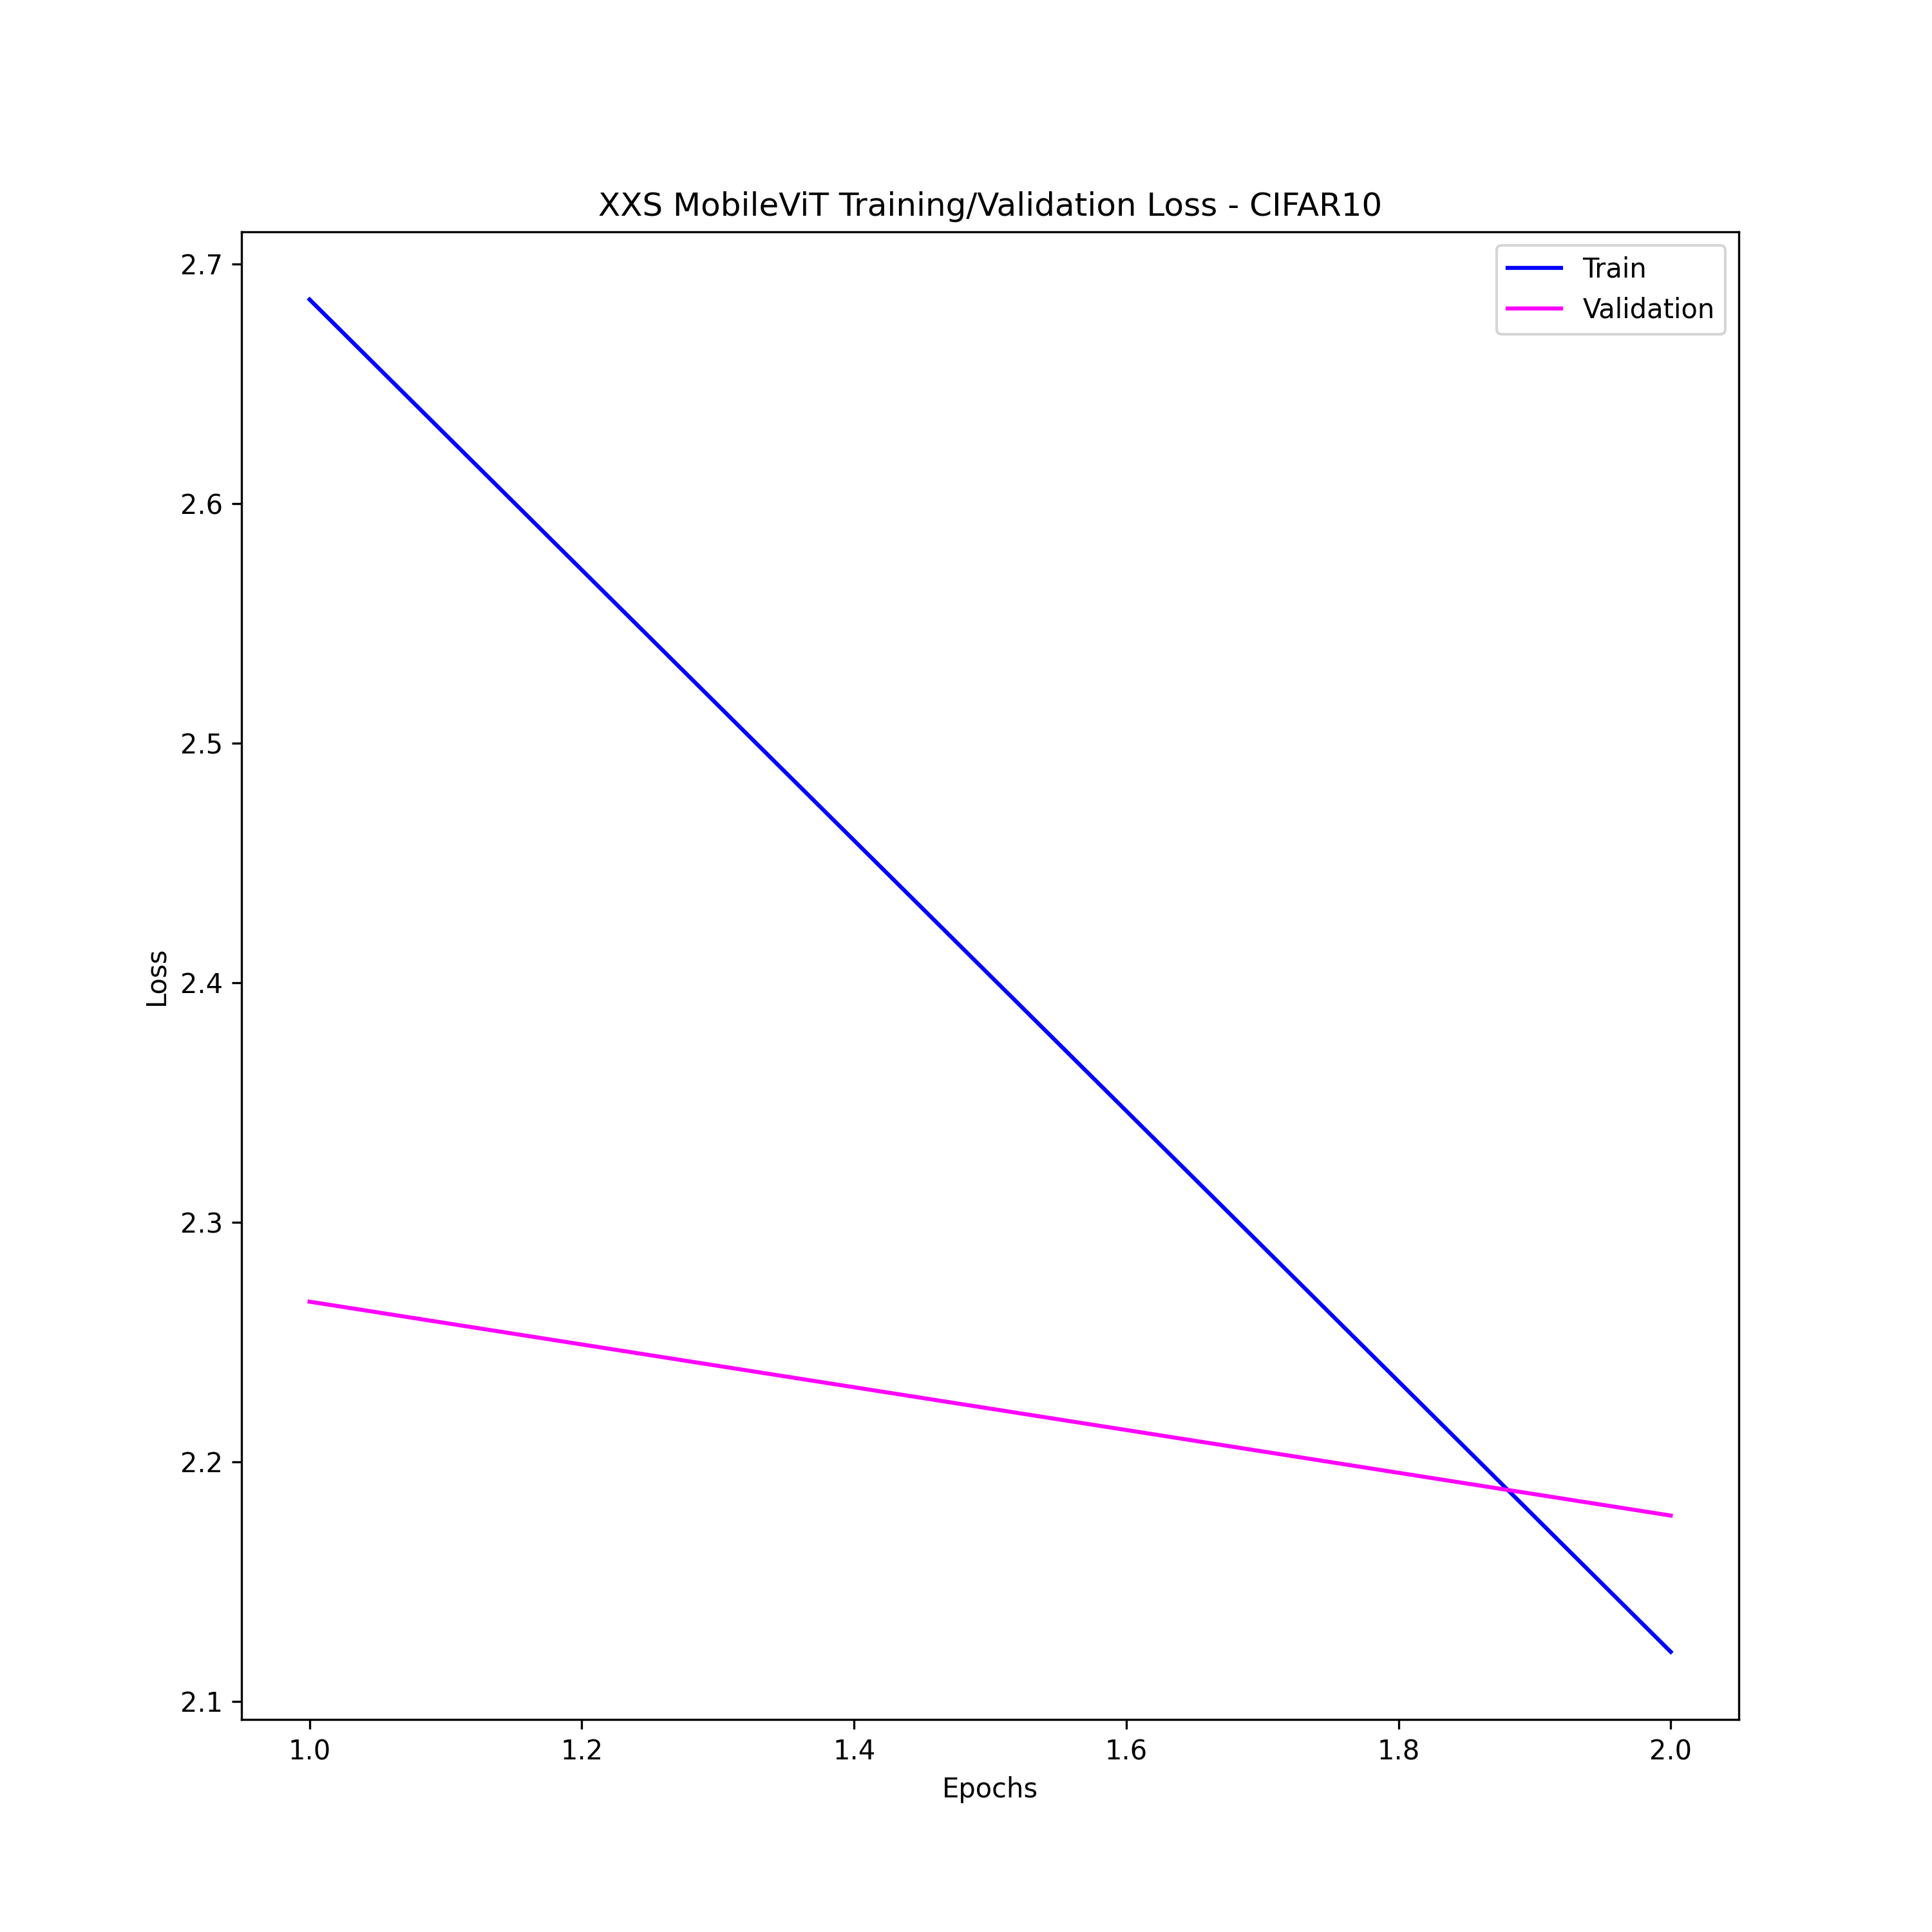 XXS MobileViT Training/Validation Loss - CIFAR10
Train
Validation
2.7
2.6
2.5
2.4
2.3
2.2
2.1
Loss
1.0 1.2 1.4 1.6 1.8 2.0
Epochs